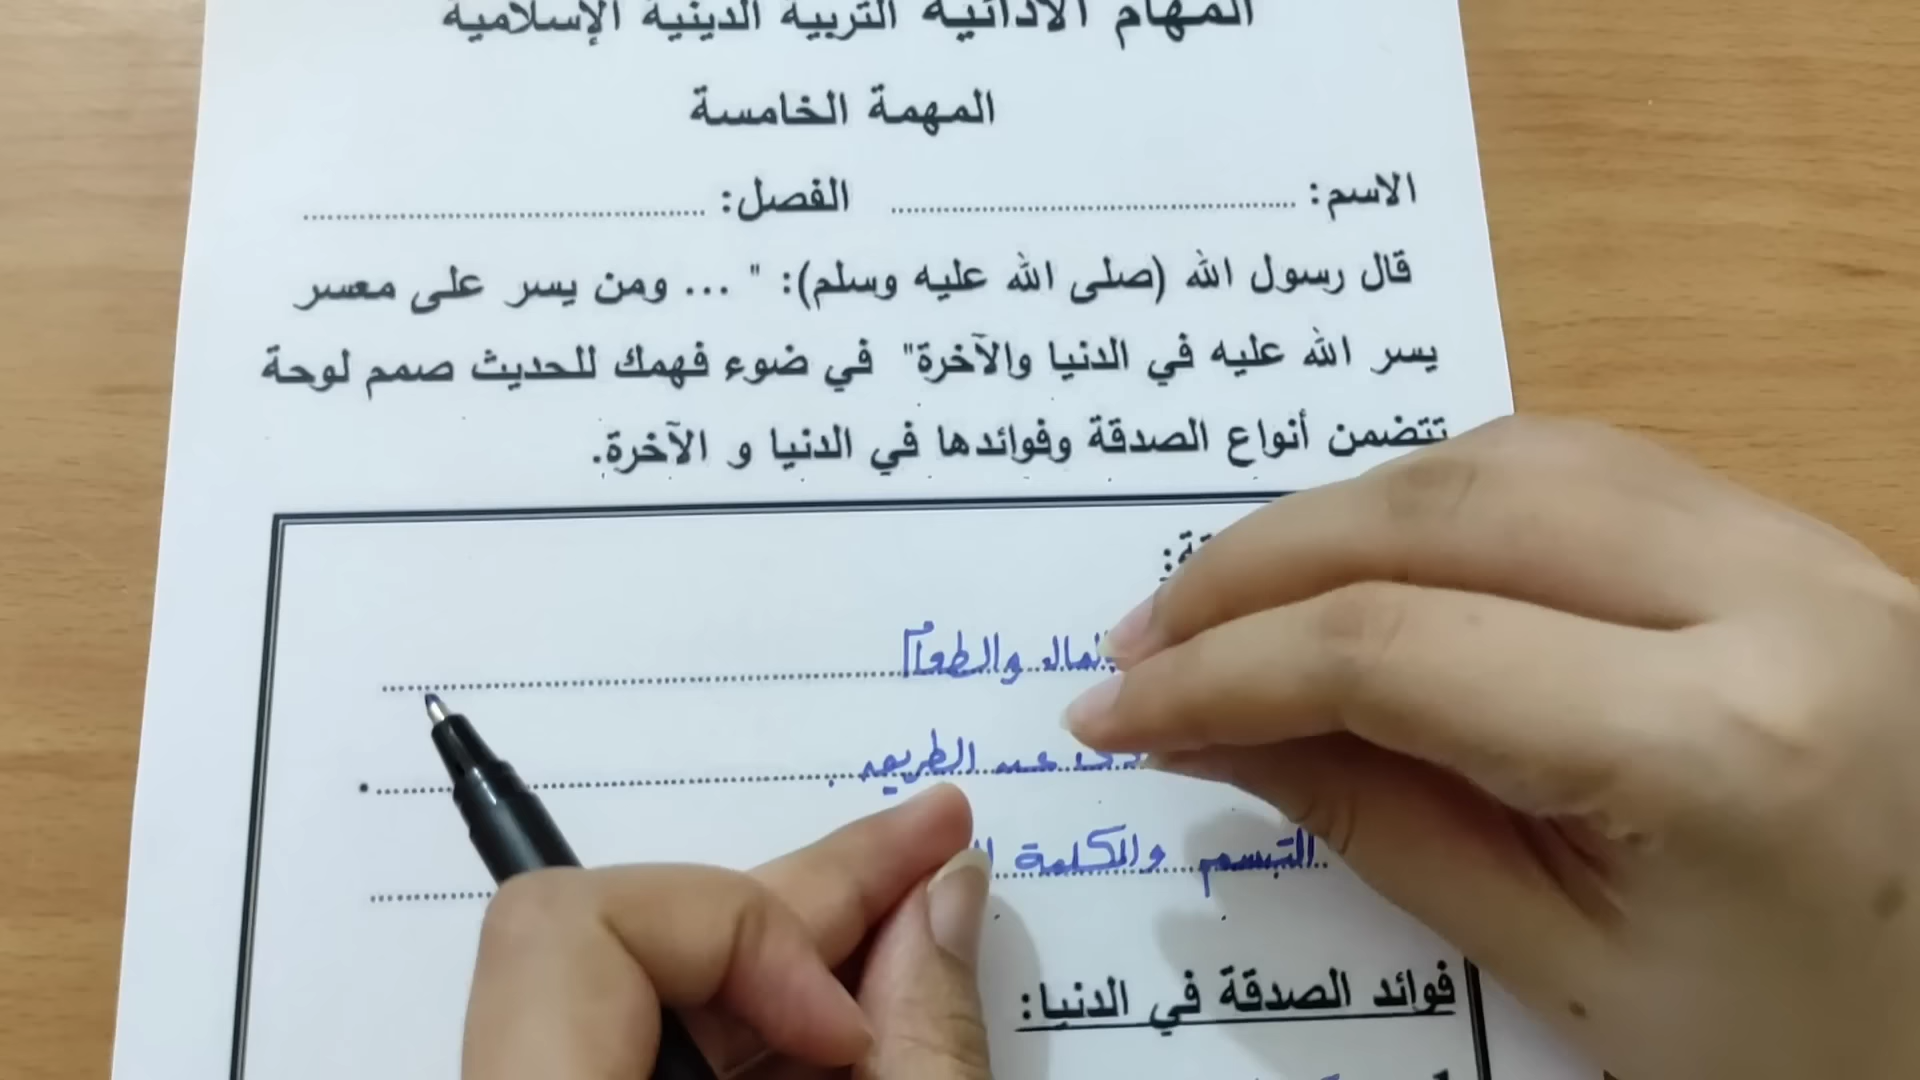 المهام الأدائية التربية الدينية الإسلامية
المهمة الخامسة
الاسم: ........................ الفصل: ........................
قال رسول الله (صلى الله عليه وسلم): " ... ومن يسر على معسر
يسر الله عليه في الدنيا والآخرة" في ضوء فهمك للحديث صمم لوحة
تتضمن أنواع الصدقة وفوائدها في الدنيا و الآخرة.
المال والطعام
عن الطريق
التبسم والكلمة
فوائد الصدقة في الدنيا: